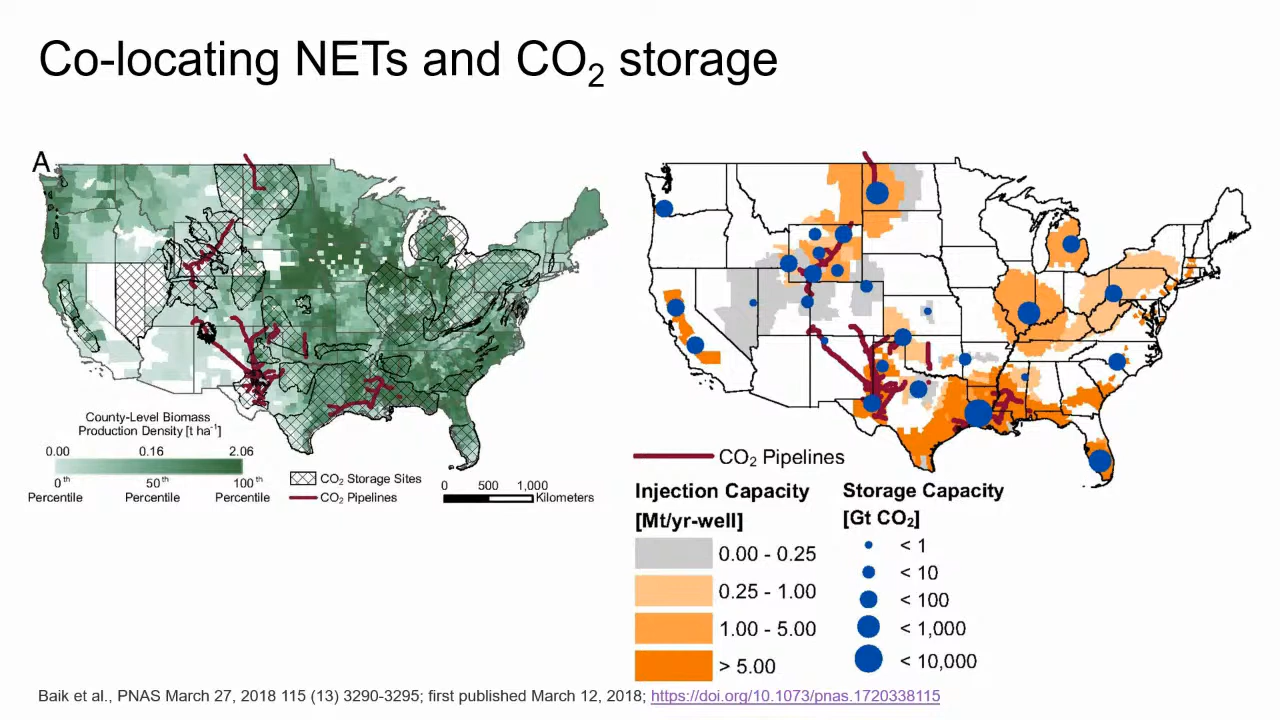 Co-locating NETs and CO₂ storage
A
County-Level Biomass
Production Density [t ha⁻¹]
0.00 0.16 2.06
0ᵗʰ 50ᵗʰ 100ᵗʰ
Percentile Percentile Percentile
CO₂ Storage Sites
CO₂ Pipelines
0 500 1,000
Kilometers
CO₂ Pipelines
Injection Capacity
[Mt/yr-well]
0.00 - 0.25
0.25 - 1.00
1.00 - 5.00
> 5.00
Storage Capacity
[Gt CO₂]
< 1
< 10
< 100
< 1,000
< 10,000
Baik et al., PNAS March 27, 2018 115 (13) 3290-3295; first published March 12, 2018; https://doi.org/10.1073/pnas.1720338115